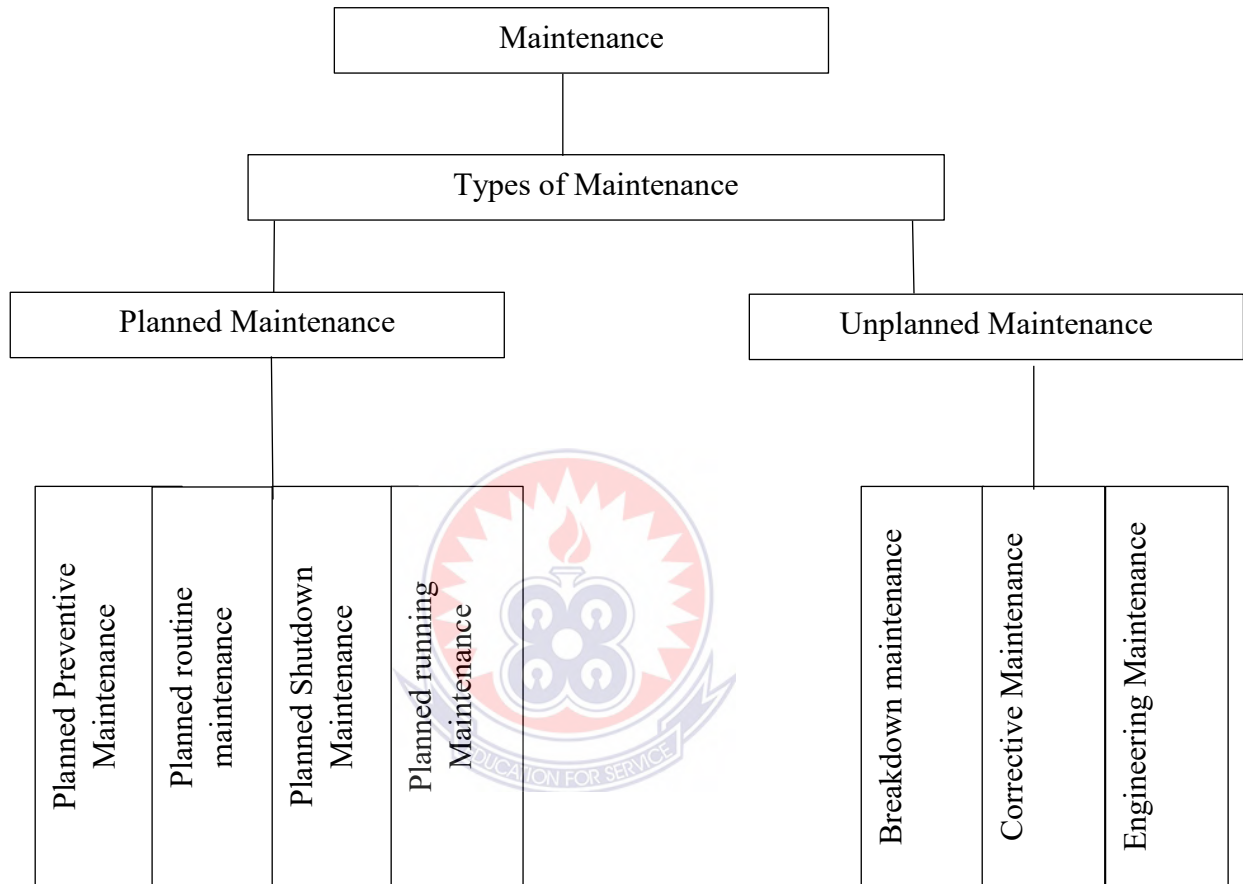 Maintenance
Types of Maintenance
Planned Maintenance
Unplanned Maintenance
Planned Preventive
Maintenance
Planned routine
maintenance
Planned Shutdown
Maintenance
Planned running
Maintenance
Breakdown maintenance
Corrective Maintenance
Engineering Maintenance
EDUCATION FOR SERVICE